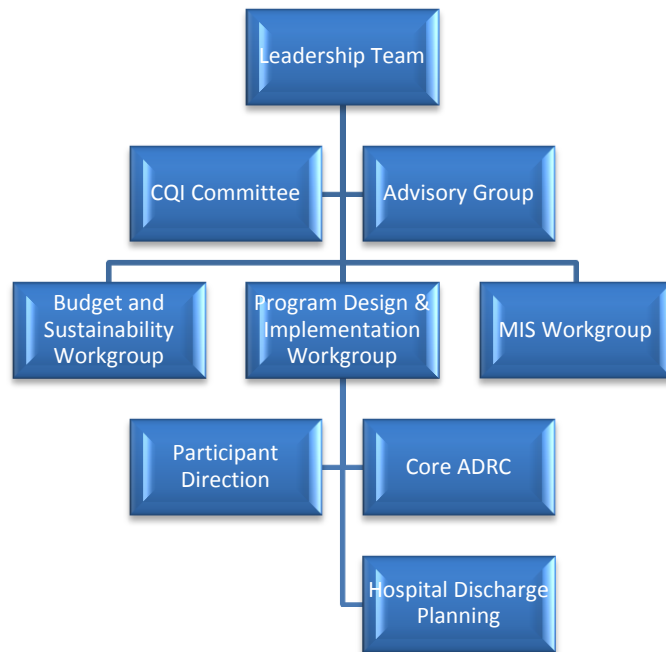 Leadership Team
CQI Committee
Advisory Group
Budget and
Sustainability
Workgroup
Program Design &
Implementation
Workgroup
MIS Workgroup
Participant
Direction
Core ADRC
Hospital Discharge
Planning